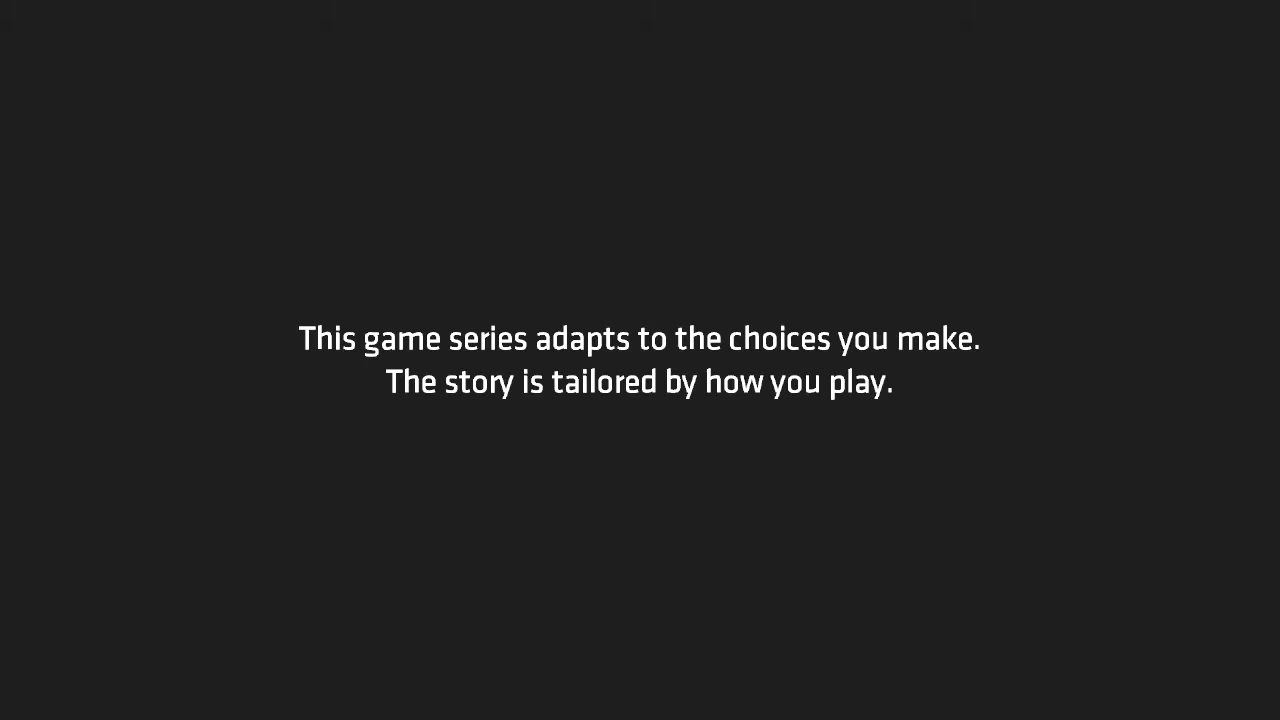 This game series adapts to the choices you make.
The story is tailored by how you play.